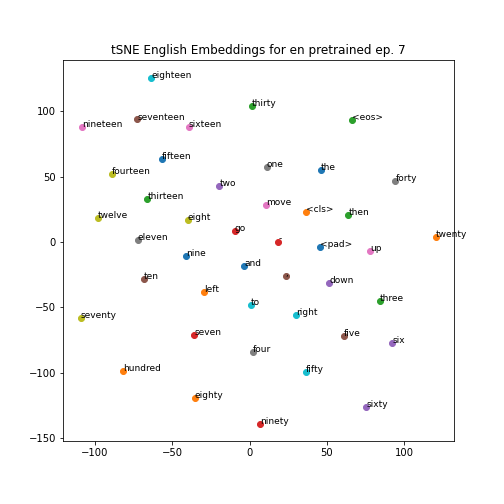 tSNE English Embeddings for en pretrained ep. 7
eighteen
thirty
nineteen
seventeen
sixteen
<eos>
fifteen
one
the
fourteen
forty
two
thirteen
move
<cls>
then
twelve
eight
go
twenty
eleven
<pad>
up
nine
and
ten
down
left
three
to
right
seventy
seven
five
six
four
hundred
fifty
eighty
sixty
ninety
100
50
0
−50
−100
−150
−100
−50
0
50
100